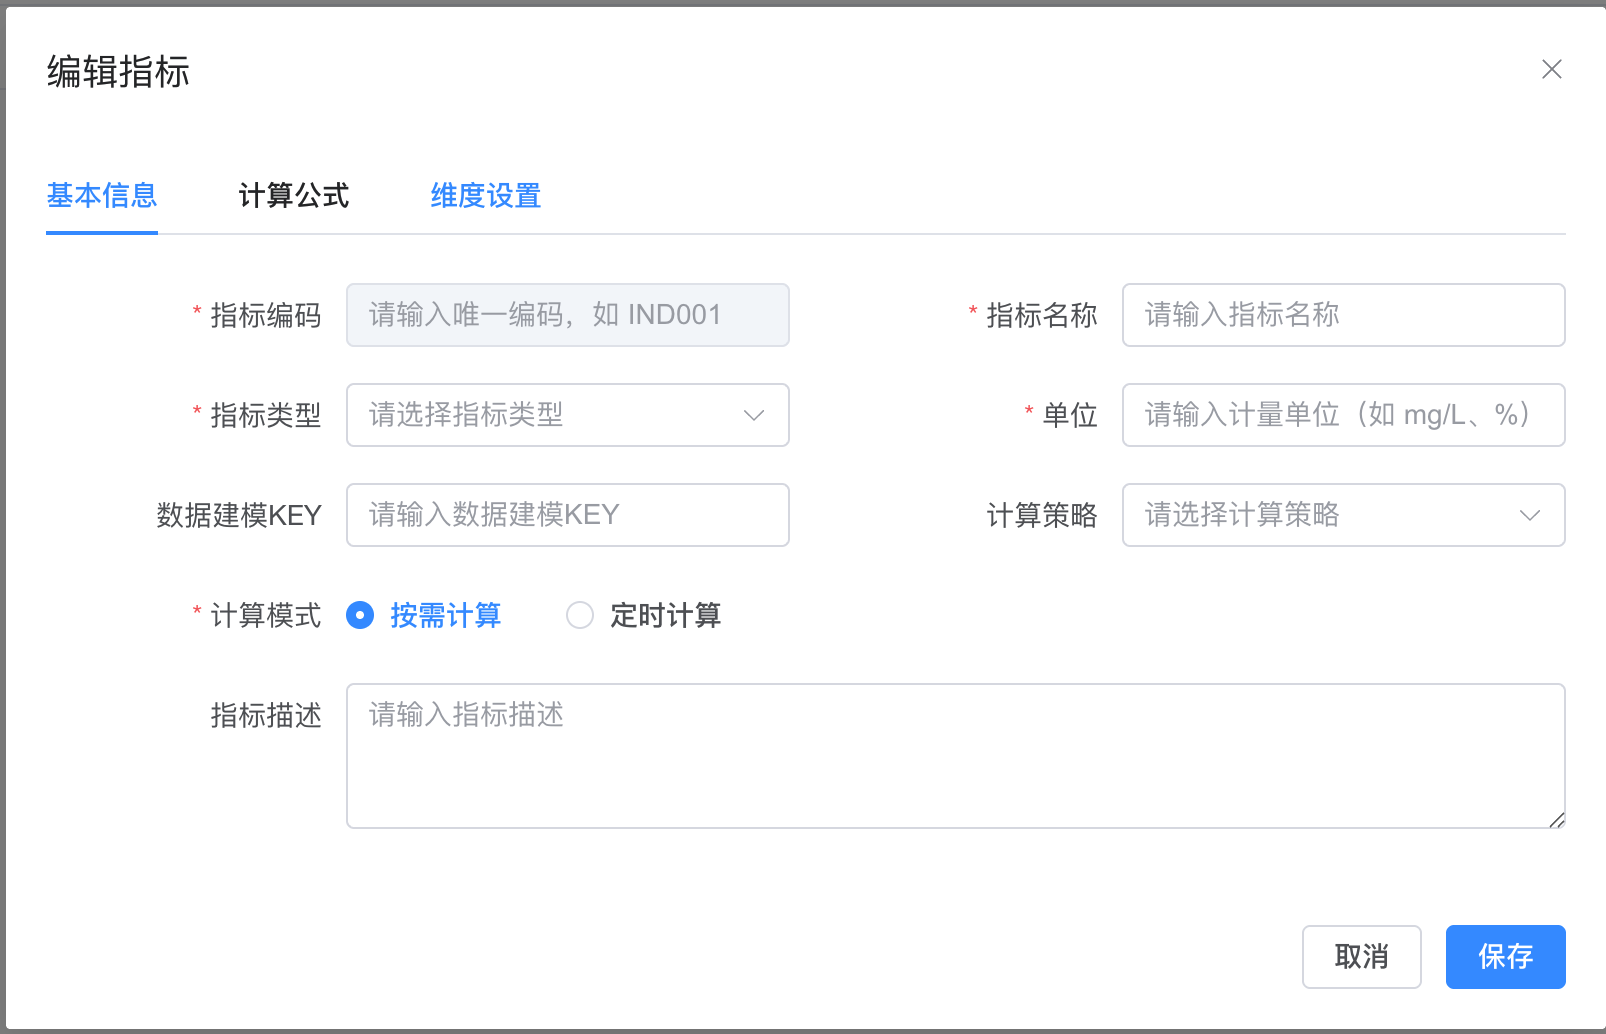 编辑指标
基本信息 计算公式 维度设置
* 指标编码 请输入唯一编码，如 IND001 * 指标名称 请输入指标名称
* 指标类型 请选择指标类型 * 单位 请输入计量单位（如 mg/L、%）
数据建模KEY 请输入数据建模KEY 计算策略 请选择计算策略
* 计算模式 按需计算 定时计算
指标描述 请输入指标描述
取消 保存